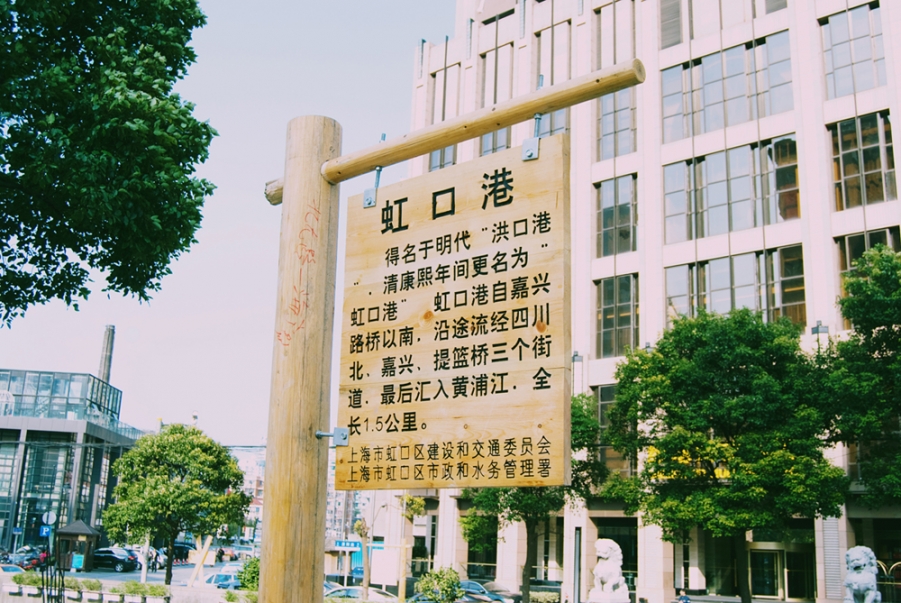 虹口港
得名于明代“洪口港
”.清康熙年间更名为“
虹口港” 虹口港自嘉兴
路桥以南.沿途流经四川
北、嘉兴、提篮桥三个街
道.最后汇入黄浦江.全
长1.5公里。
上海市虹口区建设和交通委员会
上海市虹口区市政和水务管理署
P